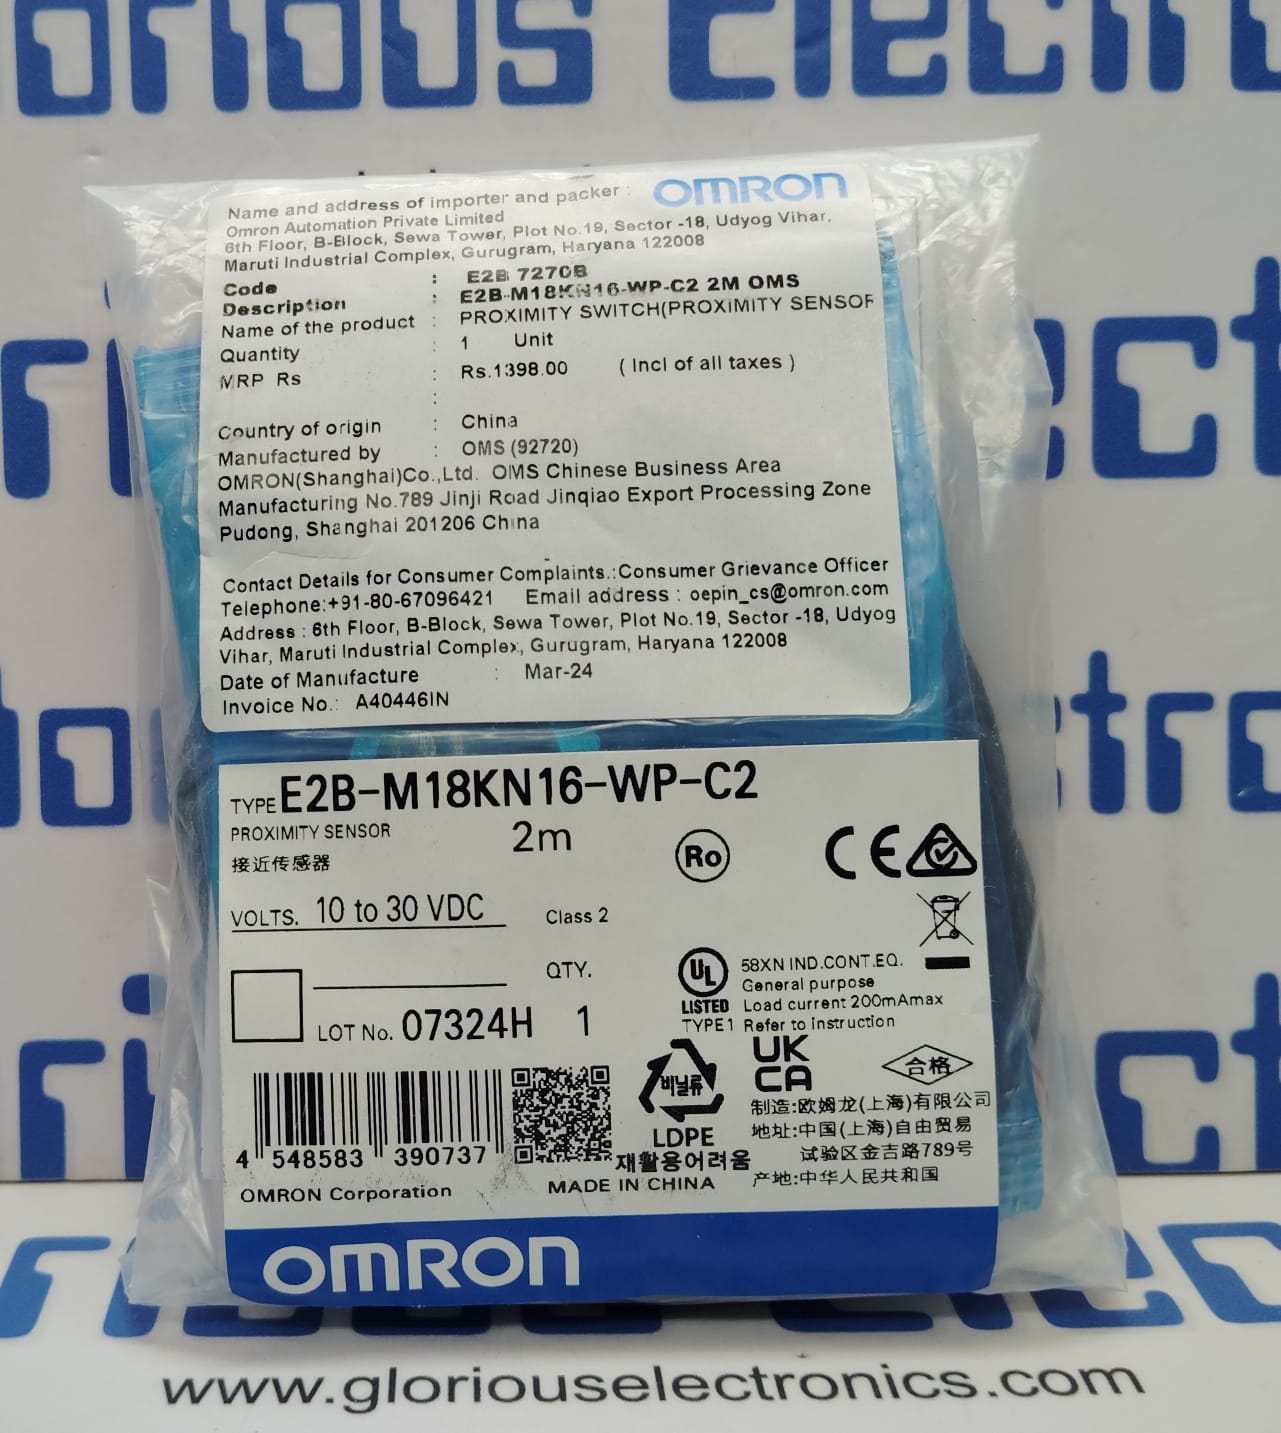 Name and address of importer and packer : OMRON
Omron Automation Private Limited
6th Floor, B-Block, Sewa Tower, Plot No.19, Sector -18, Udyog Vihar,
Maruti Industrial Complex, Gurugram, Haryana 122008
Code : E2B 7270B
Description : E2B-M18KN16-WP-C2 2M OMS
Name of the product : PROXIMITY SWITCH(PROXIMITY SENSOR
Quantity : 1 Unit
MRP Rs : Rs.1398.00 ( Incl of all taxes )
:
Country of origin : China
Manufactured by : OMS (92720)
OMRON(Shanghai)Co.,Ltd. OMS Chinese Business Area
Manufacturing No.789 Jinji Road Jinqiao Export Processing Zone
Pudong, Shanghai 201206 China
Contact Details for Consumer Complaints.:Consumer Grievance Officer
Telephone:+91-80-67096421 Email address : oepin_cs@omron.com
Address : 6th Floor, B-Block, Sewa Tower, Plot No.19, Sector -18, Udyog
Vihar, Maruti Industrial Complex, Gurugram, Haryana 122008
Date of Manufacture : Mar-24
Invoice No.: A40446IN
TYPE E2B-M18KN16-WP-C2
PROXIMITY SENSOR 2m
接近传感器
Ro CE
VOLTS. 10 to 30 VDC Class 2
QTY.
LOT No. 07324H 1
UL LISTED
TYPE1
58XN IND.CONT.EQ.
General purpose
Load current 200mAmax
Refer to instruction
UK
CA
合格
비닐류
LDPE
재활용어려움
MADE IN CHINA
制造:欧姆龙(上海)有限公司
地址:中国(上海)自由贸易
试验区金吉路789号
产地:中华人民共和国
4 548583 390737
OMRON Corporation
OMRON
www.gloriouselectronics.com